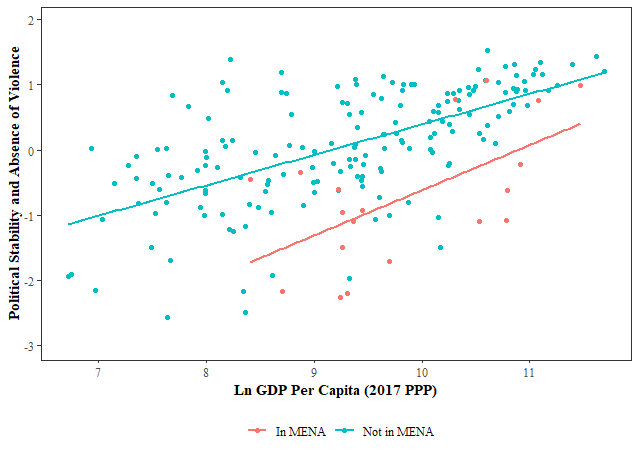 Political Stability and Absence of Violence
2
1
0
-1
-2
-3
7
8
9
10
11
Ln GDP Per Capita (2017 PPP)
In MENA
Not in MENA